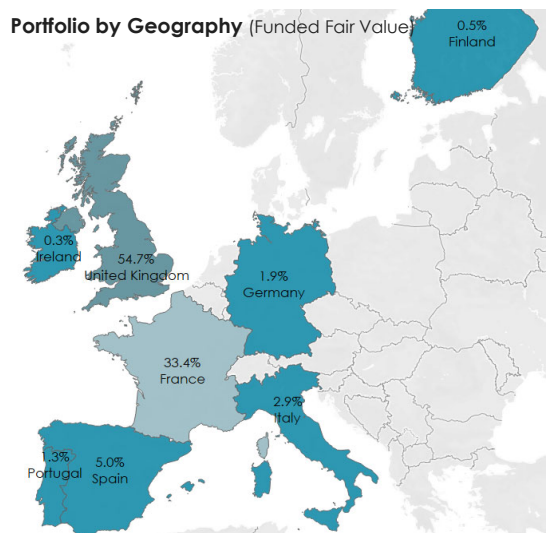 Portfolio by Geography (Funded Fair Value)
0.5%
Finland
0.3%
Ireland
54.7%
United Kingdom
1.9%
Germany
33.4%
France
2.9%
Italy
1.3%
Portugal
5.0%
Spain